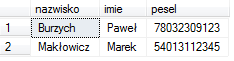 nazwisko imie pesel
1 Burzych Paweł 78032309123
2 Makłowicz Marek 54013112345